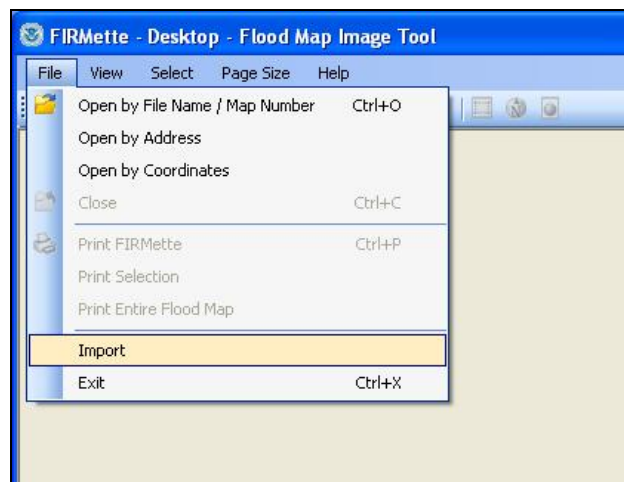 FIRMette - Desktop - Flood Map Image Tool
File View Select Page Size Help
Open by File Name / Map Number Ctrl+O
Open by Address
Open by Coordinates
Close Ctrl+C
Print FIRMette Ctrl+P
Print Selection
Print Entire Flood Map
Import
Exit Ctrl+X